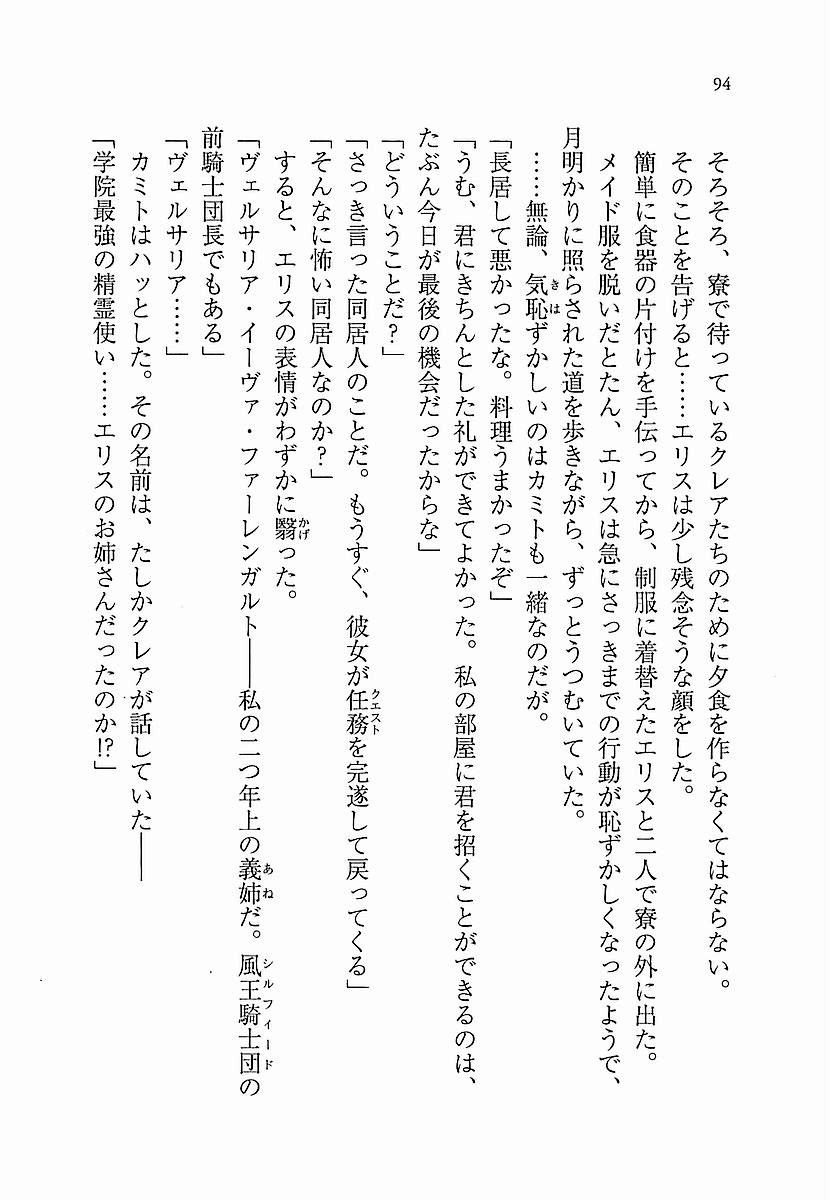 94
そろそろ、寮で待っているクレアたちのために夕食を作らなくてはならない。
そのことを告げると……エリスは少し残念そうな顔をした。
簡単に食器の片付けを手伝ってから、制服に着替えたエリスと二人で寮の外に出た。
メイド服を脱いだとたん、エリスは急にさっきまでの行動が恥ずかしくなったようで、
月明かりに照らされた道を歩きながら、ずっとうつむいていた。
……無論、気恥ずかしいのはカミトも一緒なのだが。
「長居して悪かったな。料理うまかったぞ」
「うむ、君にきちんとした礼ができてよかった。私の部屋に君を招くことができるのは、
たぶん今日が最後の機会だったからな」
「どういうことだ?」
「さっき言った同居人のことだ。もうすぐ、彼女が任務を完遂して戻ってくる」
「そんなに怖い同居人なのか?」
すると、エリスの表情がわずかに翳った。
「ヴェルサリア・イーヴァ・ファーレンガルト――私の二つ年上の義姉だ。風王騎士団の
前騎士団長でもある」
「ヴェルサリア……」
カミトはハッとした。その名前は、たしかクレアが話していた――
「学院最強の精霊使い……エリスのお姉さんだったのか!?」
きは
かげ
クエスト
あね
シルフィード